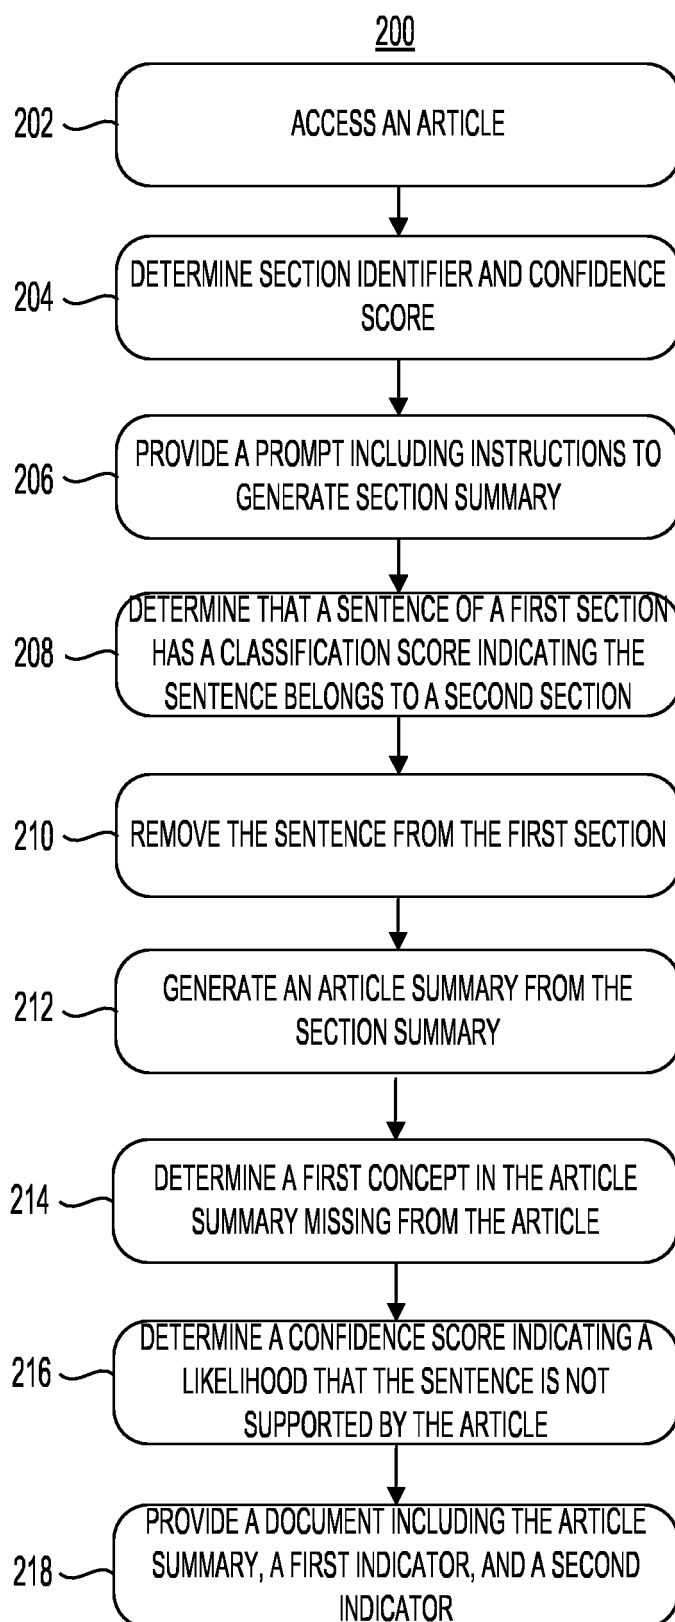 200
202
ACCESS AN ARTICLE
204
DETERMINE SECTION IDENTIFIER AND CONFIDENCE
SCORE
206
PROVIDE A PROMPT INCLUDING INSTRUCTIONS TO
GENERATE SECTION SUMMARY
208
DETERMINE THAT A SENTENCE OF A FIRST SECTION
HAS A CLASSIFICATION SCORE INDICATING THE
SENTENCE BELONGS TO A SECOND SECTION
210
REMOVE THE SENTENCE FROM THE FIRST SECTION
212
GENERATE AN ARTICLE SUMMARY FROM THE
SECTION SUMMARY
214
DETERMINE A FIRST CONCEPT IN THE ARTICLE
SUMMARY MISSING FROM THE ARTICLE
216
DETERMINE A CONFIDENCE SCORE INDICATING A
LIKELIHOOD THAT THE SENTENCE IS NOT
SUPPORTED BY THE ARTICLE
218
PROVIDE A DOCUMENT INCLUDING THE ARTICLE
SUMMARY, A FIRST INDICATOR, AND A SECOND
INDICATOR